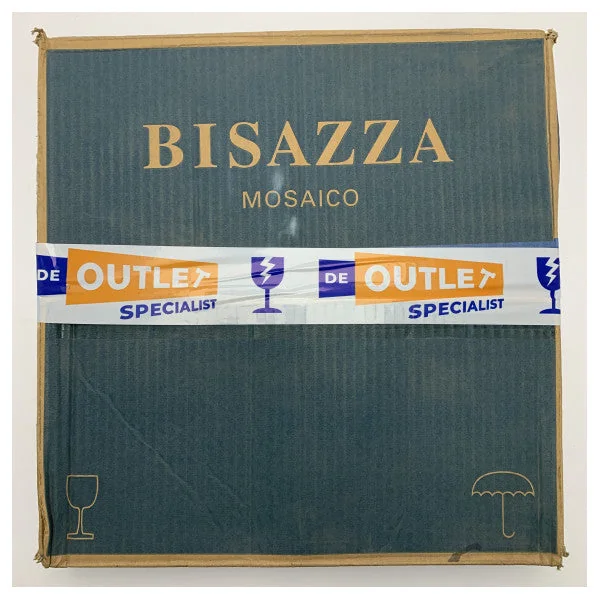 BISAZZA
MOSAICO
DE OUTLET DE OUTLET
SPECIALIST SPECIALIST